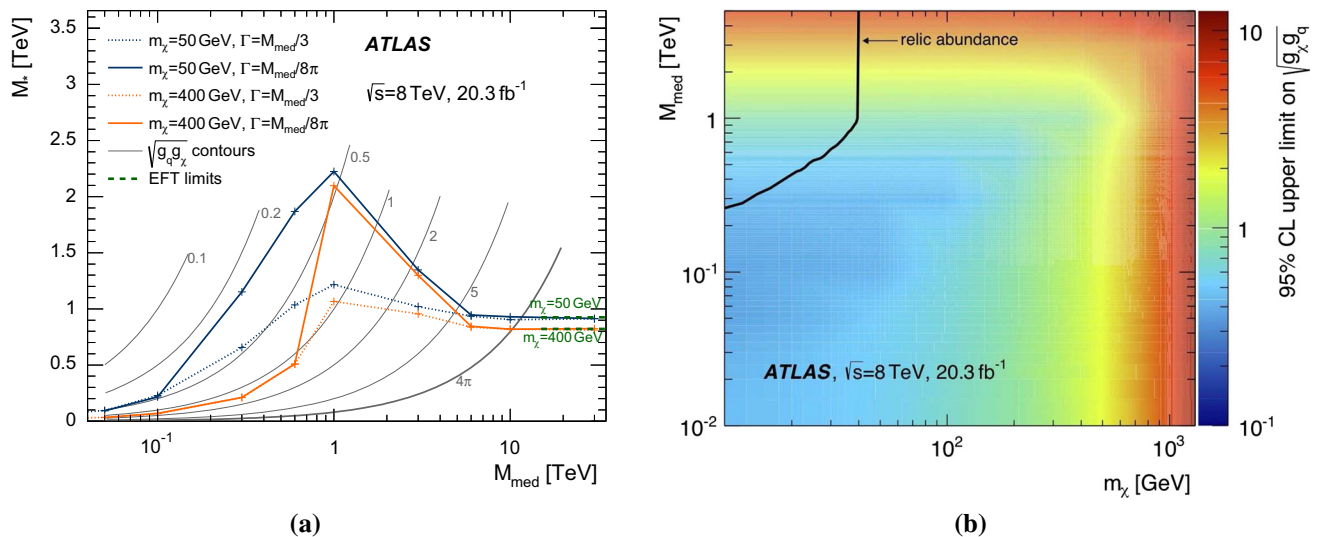 M* [TeV]
3.5
3
2.5
2
1.5
1
0.5
0
mχ=50 GeV, Γ=Mmed/3
mχ=50 GeV, Γ=Mmed/8π
mχ=400 GeV, Γ=Mmed/3
mχ=400 GeV, Γ=Mmed/8π
√gqgχ contours
EFT limits
ATLAS
√s=8 TeV, 20.3 fb-1
0.1
0.2
0.5
1
2
5
4π
mχ=50 GeV
mχ=400 GeV
10-1
1
10
Mmed [TeV]
(a)
Mmed [TeV]
1
10-1
10-2
relic abundance
ATLAS, √s=8 TeV, 20.3 fb-1
102
103
mχ [GeV]
10
1
10-1
95% CL upper limit on √gqgχ
(b)